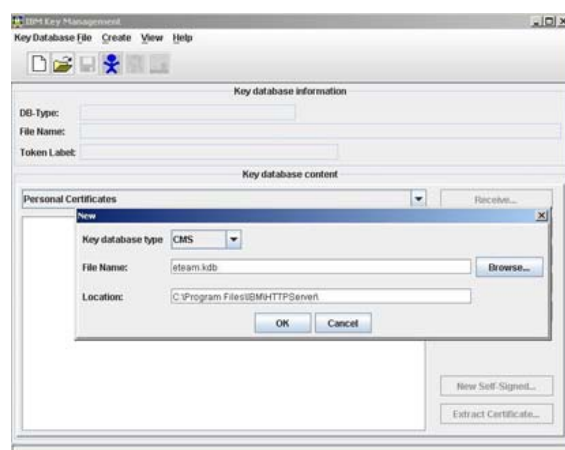 IBM Key Management
Key Database File Create View Help
Key database information
DB-Type:
File Name:
Token Label:
Key database content
Personal Certificates
Receive...
New
Key database type CMS
File Name: eteam.kdb Browse...
Location: C:\Program Files\IBM\HTTPServer\
OK Cancel
New Self-Signed...
Extract Certificate...